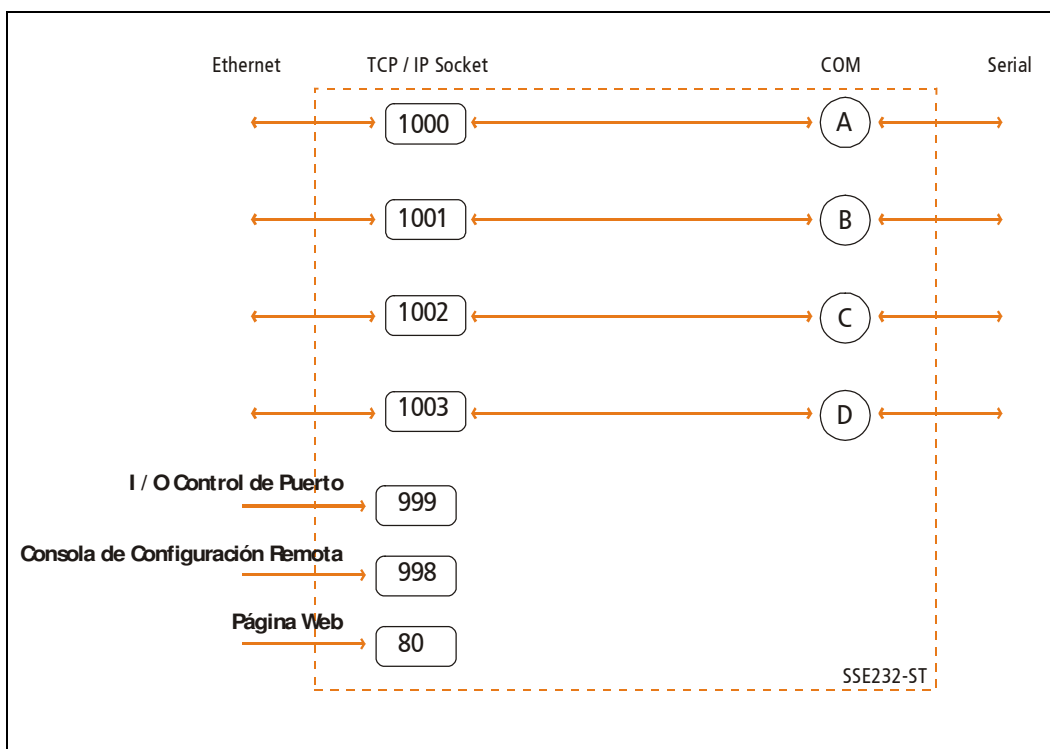 Ethernet TCP / IP Socket COM Serial
1000 A
1001 B
1002 C
1003 D
I / O Control de Puerto
999
Consola de Configuración Remota
998
Página Web
80
SSE232-ST